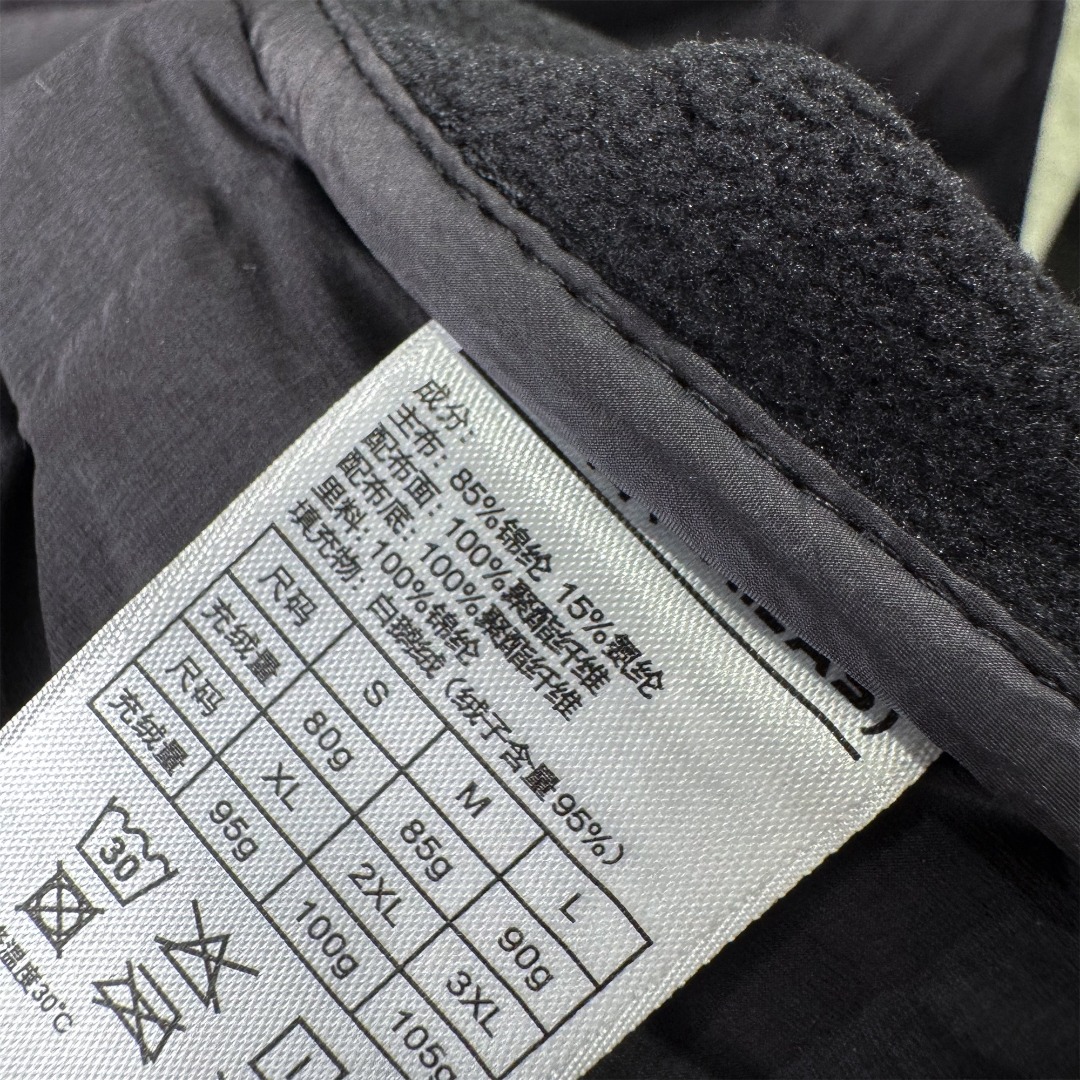 成分：
主布：85%锦纶 15%氨纶
配布面：100%聚酯纤维
配布底：100%聚酯纤维
里料：100%锦纶
填充物：白鹅绒（绒子含量95%）
尺码 S M L
充绒量 80g 85g 90g
尺码 XL 2XL 3XL
充绒量 95g 100g 105g
30
温度30℃